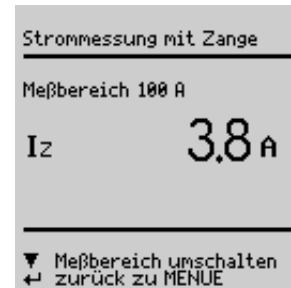 Strommessung mit Zange
Meßbereich 100 A
Iz 3.8 A
▼ Meßbereich umschalten
↵ zurück zu MENUE